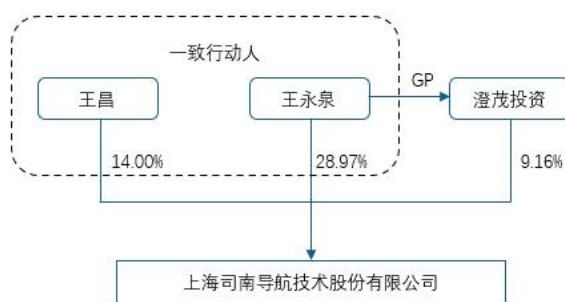 一致行动人
GP
王昌
王永泉
澄茂投资
14.00%
28.97%
9.16%
上海司南导航技术股份有限公司